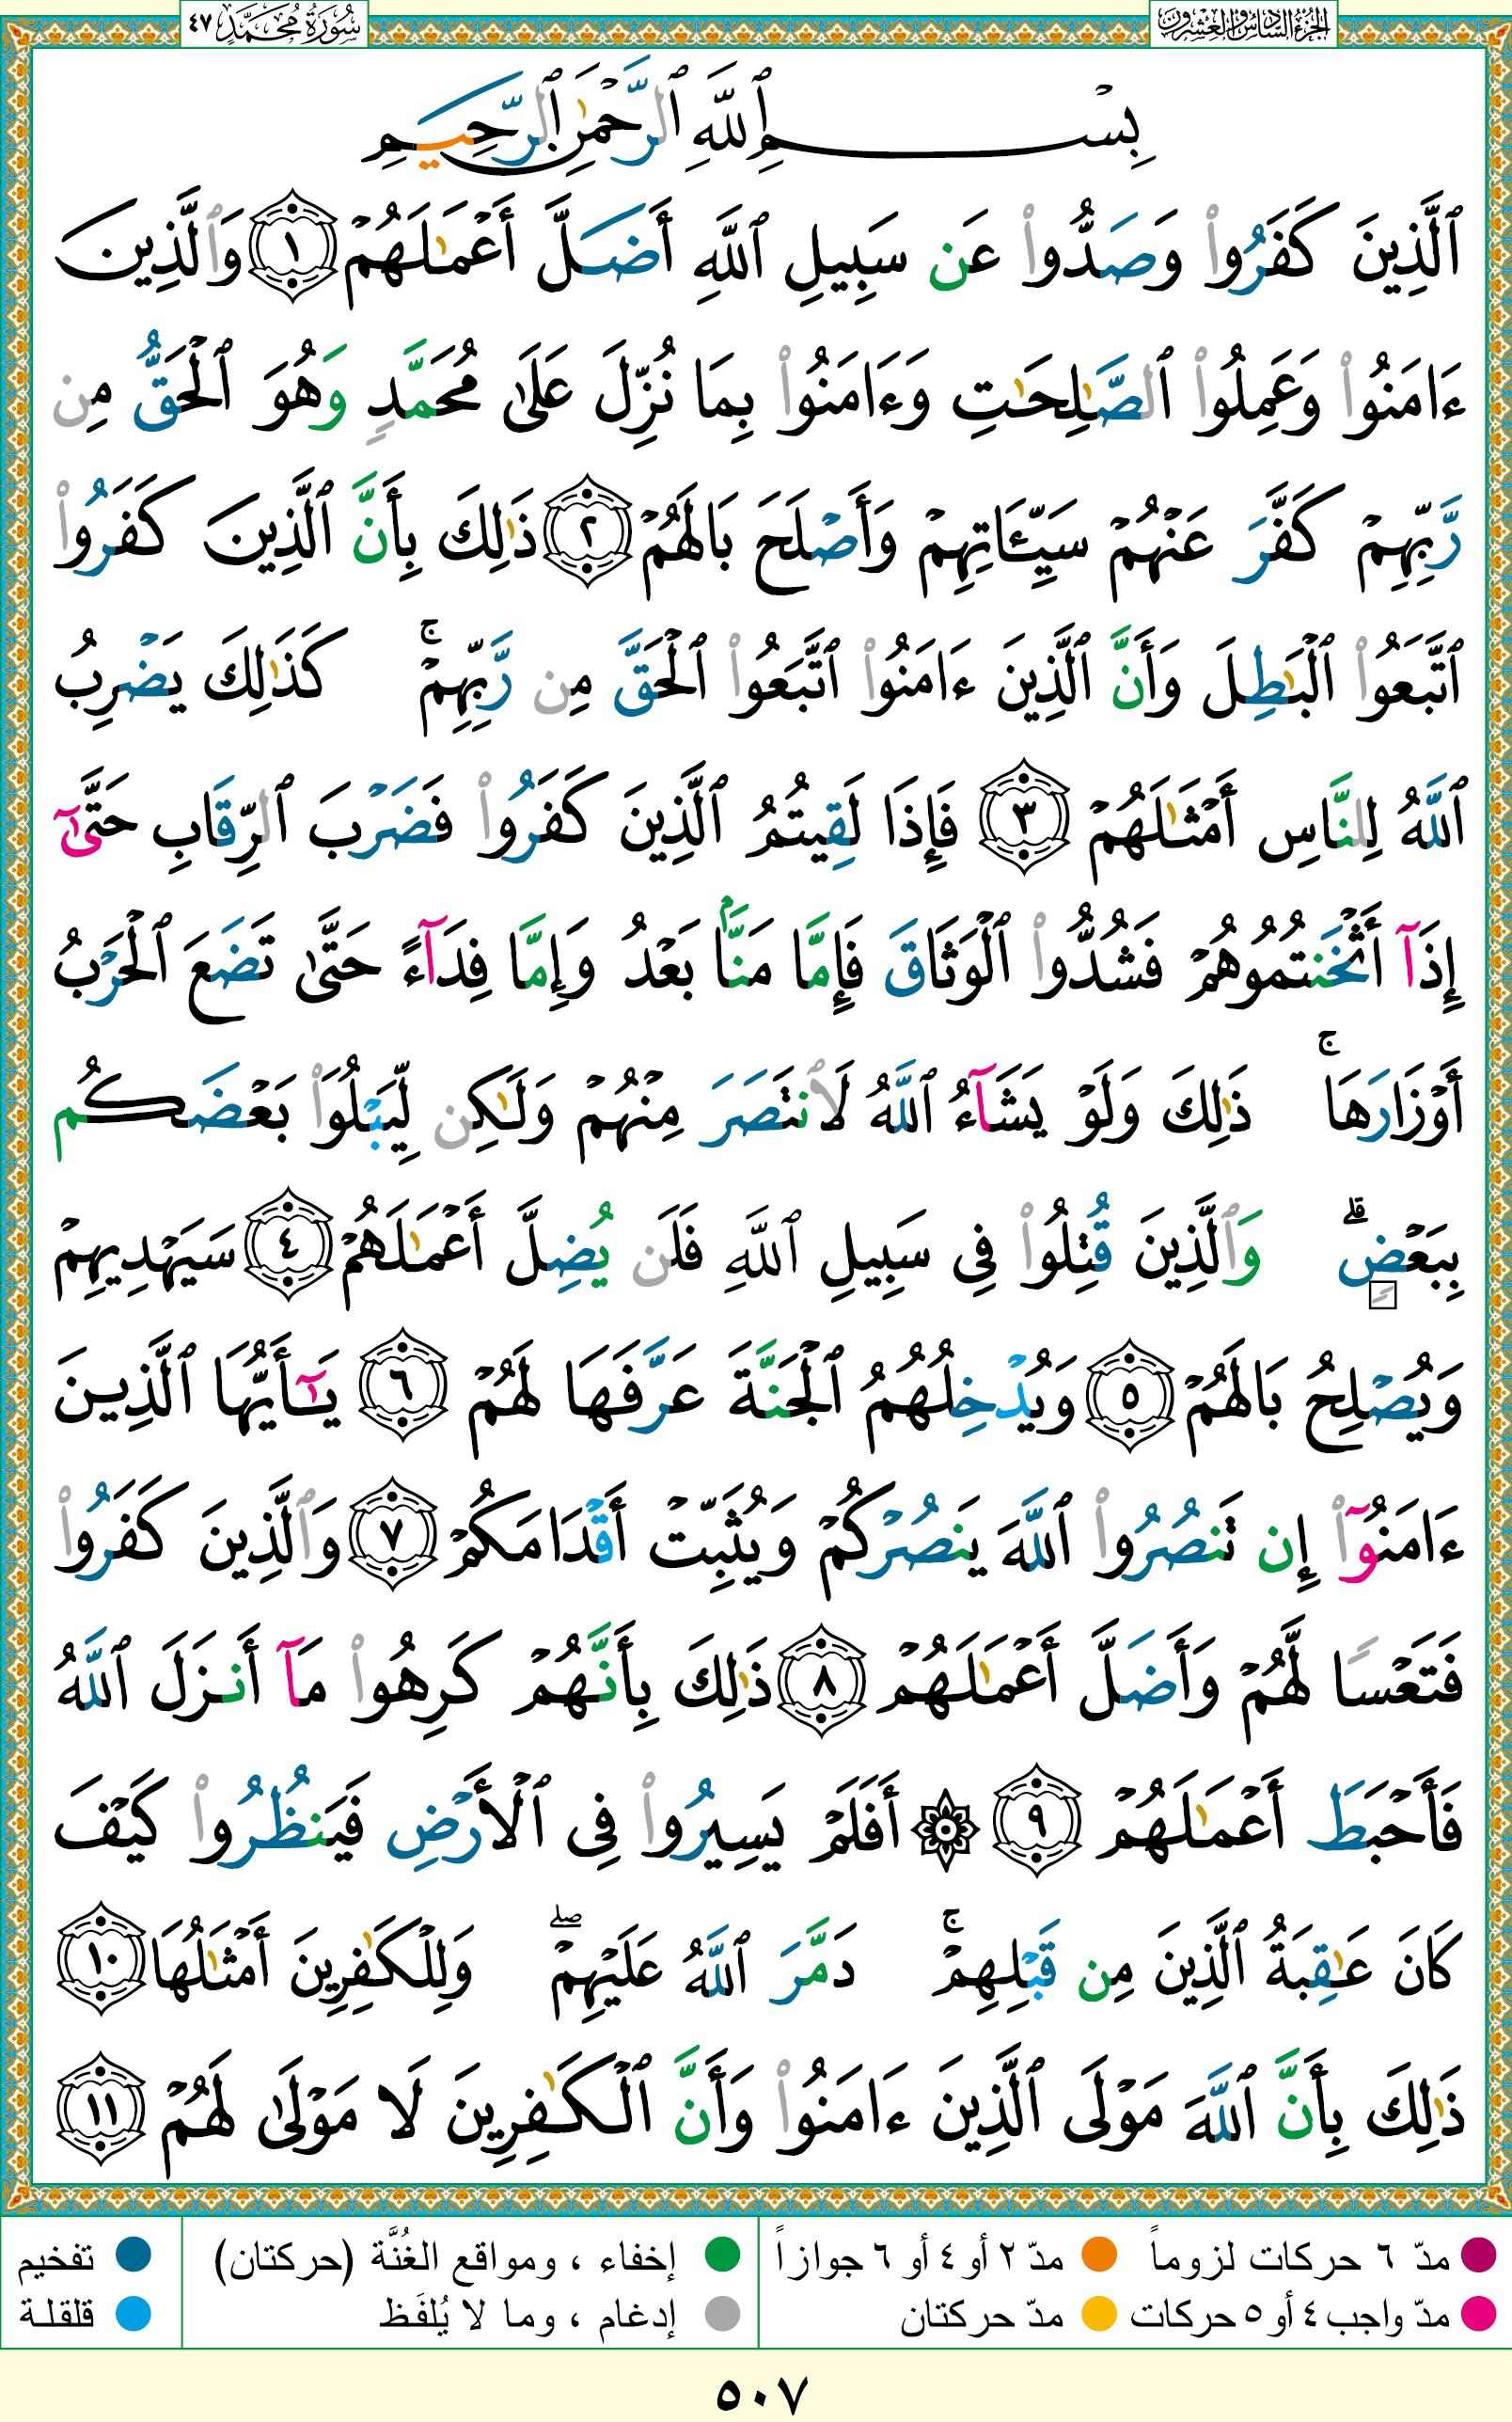 الجزء السادس والعشرون
سورة محمد ٤٧
بِسْمِ ٱللَّهِ ٱلرَّحْمَٰنِ ٱلرَّحِيمِ
ٱلَّذِينَ كَفَرُوا۟ وَصَدُّوا۟ عَن سَبِيلِ ٱللَّهِ أَضَلَّ أَعْمَٰلَهُمْ ١ وَٱلَّذِينَ
ءَامَنُوا۟ وَعَمِلُوا۟ ٱلصَّٰلِحَٰتِ وَءَامَنُوا۟ بِمَا نُزِّلَ عَلَىٰ مُحَمَّدٍ وَهُوَ ٱلْحَقُّ مِن
رَّبِّهِمْ كَفَّرَ عَنْهُمْ سَيِّـَٔاتِهِمْ وَأَصْلَحَ بَالَهُمْ ٢ ذَٰلِكَ بِأَنَّ ٱلَّذِينَ كَفَرُوا۟
ٱتَّبَعُوا۟ ٱلْبَٰطِلَ وَأَنَّ ٱلَّذِينَ ءَامَنُوا۟ ٱتَّبَعُوا۟ ٱلْحَقَّ مِن رَّبِّهِمْ ۚ كَذَٰلِكَ يَضْرِبُ
ٱللَّهُ لِلنَّاسِ أَمْثَٰلَهُمْ ٣ فَإِذَا لَقِيتُمُ ٱلَّذِينَ كَفَرُوا۟ فَضَرْبَ ٱلرِّقَابِ حَتَّىٰٓ
إِذَآ أَثْخَنتُمُوهُمْ فَشُدُّوا۟ ٱلْوَثَاقَ فَإِمَّا مَنًّۢا بَعْدُ وَإِمَّا فِدَآءً حَتَّىٰ تَضَعَ ٱلْحَرْبُ
أَوْزَارَهَا ۚ ذَٰلِكَ وَلَوْ يَشَآءُ ٱللَّهُ لَٱنتَصَرَ مِنْهُمْ وَلَٰكِن لِّيَبْلُوَا۟ بَعْضَكُم
بِبَعْضٍ ۗ وَٱلَّذِينَ قُتِلُوا۟ فِى سَبِيلِ ٱللَّهِ فَلَن يُضِلَّ أَعْمَٰلَهُمْ ٤ سَيَهْدِيهِمْ
وَيُصْلِحُ بَالَهُمْ ٥ وَيُدْخِلُهُمُ ٱلْجَنَّةَ عَرَّفَهَا لَهُمْ ٦ يَٰٓأَيُّهَا ٱلَّذِينَ
ءَامَنُوٓا۟ إِن تَنصُرُوا۟ ٱللَّهَ يَنصُرْكُمْ وَيُثَبِّتْ أَقْدَامَكُمْ ٧ وَٱلَّذِينَ كَفَرُوا۟
فَتَعْسًا لَّهُمْ وَأَضَلَّ أَعْمَٰلَهُمْ ٨ ذَٰلِكَ بِأَنَّهُمْ كَرِهُوا۟ مَآ أَنزَلَ ٱللَّهُ
فَأَحْبَطَ أَعْمَٰلَهُمْ ٩ ۞ أَفَلَمْ يَسِيرُوا۟ فِى ٱلْأَرْضِ فَيَنظُرُوا۟ كَيْفَ
كَانَ عَٰقِبَةُ ٱلَّذِينَ مِن قَبْلِهِمْ ۚ دَمَّرَ ٱللَّهُ عَلَيْهِمْ ۖ وَلِلْكَٰفِرِينَ أَمْثَٰلُهَا ١٠
ذَٰلِكَ بِأَنَّ ٱللَّهَ مَوْلَى ٱلَّذِينَ ءَامَنُوا۟ وَأَنَّ ٱلْكَٰفِرِينَ لَا مَوْلَىٰ لَهُمْ ١١
مدّ ٦ حركات لزوماً مدّ ٢ أو ٤ أو ٦ جوازاً إخفاء ، ومواقع الغُنَّة (حركتان) تفخيم
مدّ واجب ٤ أو ٥ حركات مدّ حركتان إدغام ، وما لا يُلفَظ قلقلة
٥٠٧